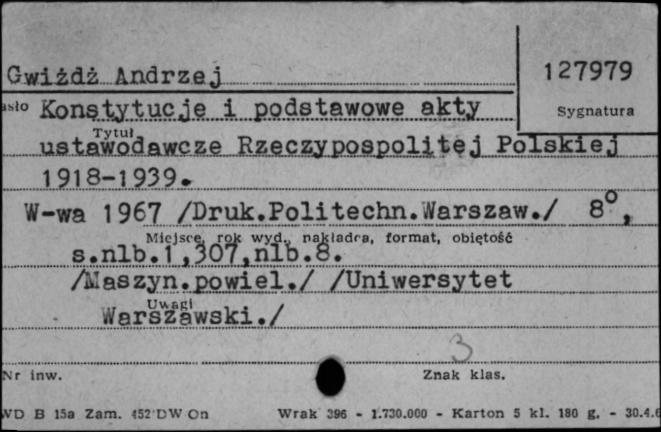 Gwiżdż Andrzej
127979
asło Konstytucje i podstawowe akty
Sygnatura
Tytuł
ustawodawcze Rzeczypospolitej Polskiej
1918-1939.
W-wa 1967 /Druk.Politechn.Warszaw./ 8°,
Miejsce, rok wyd., nakładca, format, objętość
s.nlb.1,307,nlb.8.
/Maszyn.powiel./ /Uniwersytet
Uwagi
Warszawski./
3
Nr inw.
Znak klas.
WD B 15a Zam. 452 DW On Wrak 396 - 1.730.000 - Karton 5 kl. 180 g. - 30.4.6